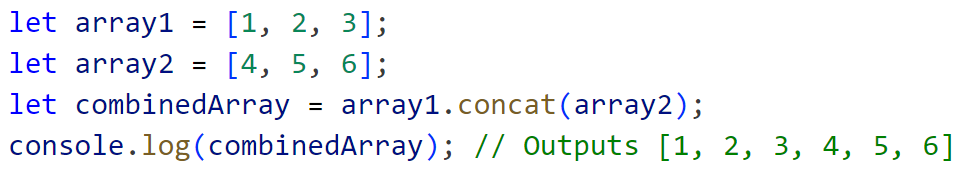 let array1 = [1, 2, 3];
let array2 = [4, 5, 6];
let combinedArray = array1.concat(array2);
console.log(combinedArray); // Outputs [1, 2, 3, 4, 5, 6]